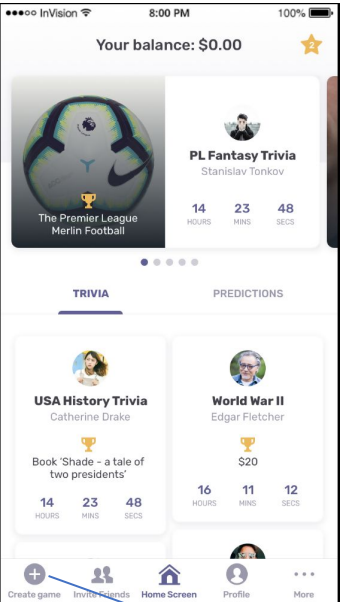 InVision 8:00 PM 100%
Your balance: $0.00 2
PL Fantasy Trivia
Stanislav Tonkov
The Premier League
Merlin Football
14 23 48
HOURS MINS SECS
TRIVIA PREDICTIONS
USA History Trivia
Catherine Drake
Book 'Shade - a tale of
two presidents'
14 23 48
HOURS MINS SECS
World War II
Edgar Fletcher
$20
16 11 12
HOURS MINS SECS
Create game Invite Friends Home Screen Profile More